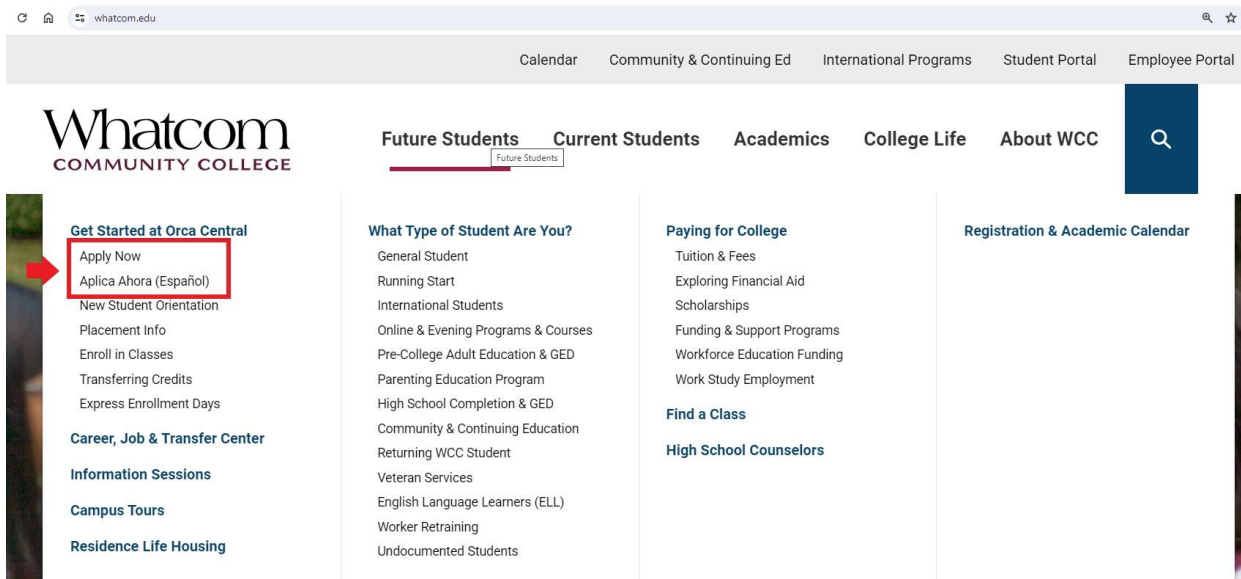 whatcom.edu
Calendar Community & Continuing Ed International Programs Student Portal Employee Portal
Whatcom
COMMUNITY COLLEGE
Future Students Current Students Academics College Life About WCC
Future Students
Get Started at Orca Central
Apply Now
Aplica Ahora (Español)
New Student Orientation
Placement Info
Enroll in Classes
Transferring Credits
Express Enrollment Days
Career, Job & Transfer Center
Information Sessions
Campus Tours
Residence Life Housing
What Type of Student Are You?
General Student
Running Start
International Students
Online & Evening Programs & Courses
Pre-College Adult Education & GED
Parenting Education Program
High School Completion & GED
Community & Continuing Education
Returning WCC Student
Veteran Services
English Language Learners (ELL)
Worker Retraining
Undocumented Students
Paying for College
Tuition & Fees
Exploring Financial Aid
Scholarships
Funding & Support Programs
Workforce Education Funding
Work Study Employment
Find a Class
High School Counselors
Registration & Academic Calendar